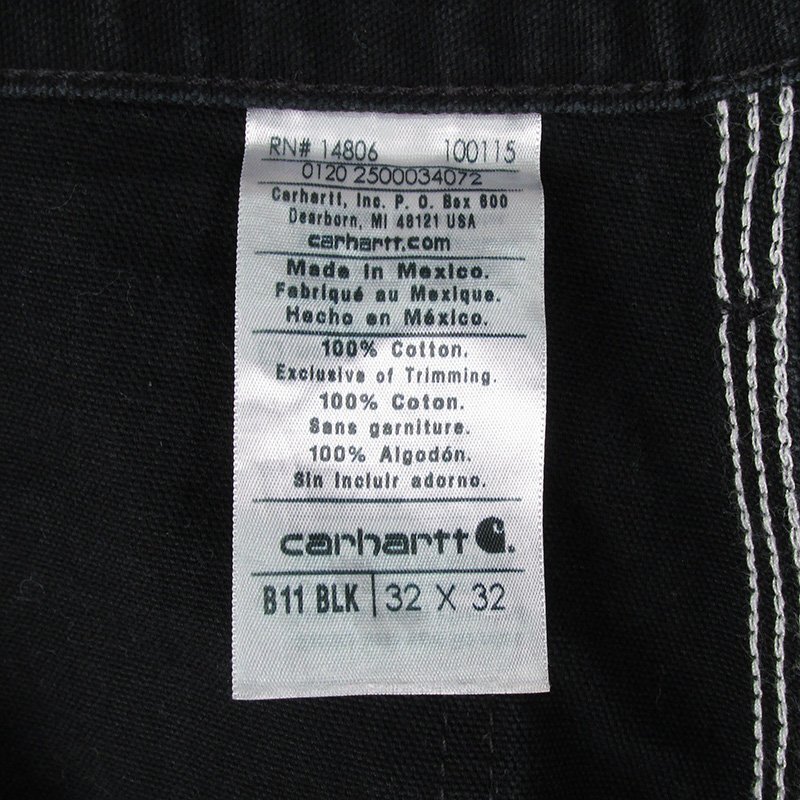 RN# 14806 100115
0120 2500034072
Carhartt, Inc. P. O. Box 600
Dearborn, MI 48121 USA
carhartt.com
Made in Mexico.
Fabriqué au Mexique.
Hecho en México.
100% Cotton.
Exclusive of Trimming.
100% Coton.
Sans garniture.
100% Algodón.
Sin incluir adorno.
carhartt
B11 BLK 32 X 32